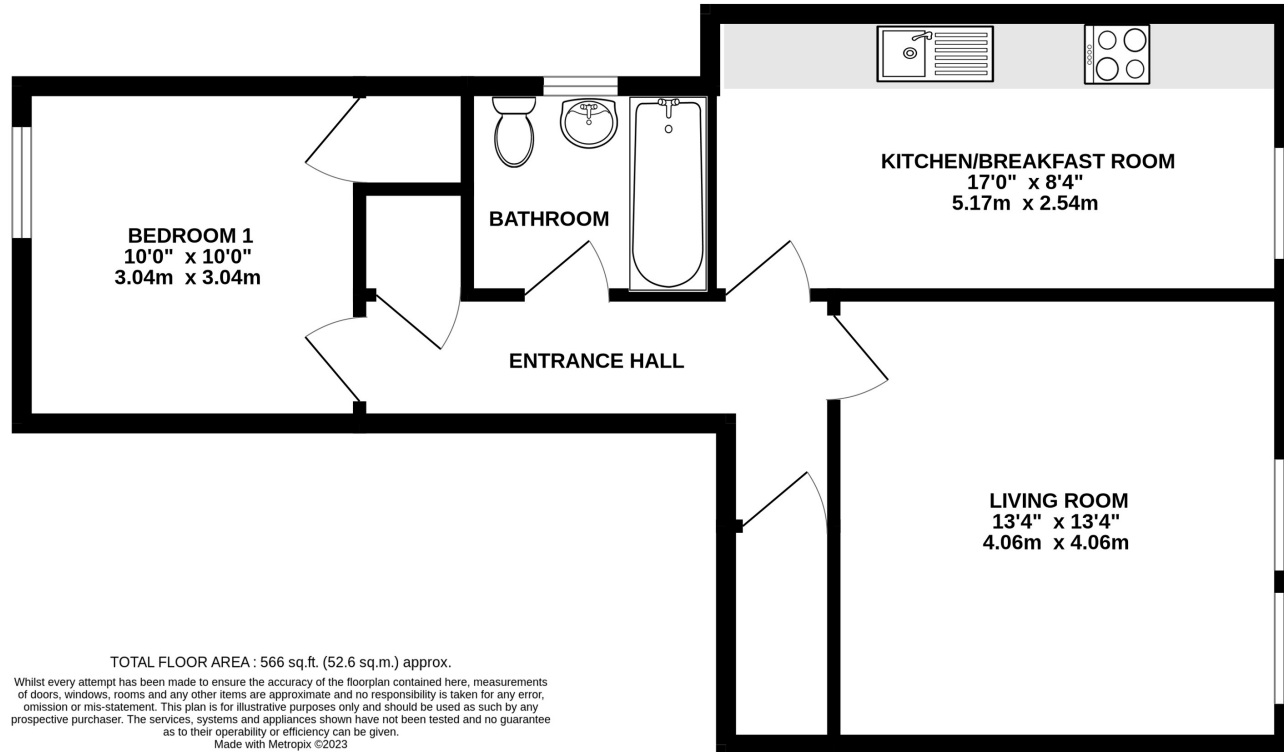 KITCHEN/BREAKFAST ROOM
17'0" x 8'4"
5.17m x 2.54m
BATHROOM
BEDROOM 1
10'0" x 10'0"
3.04m x 3.04m
ENTRANCE HALL
LIVING ROOM
13'4" x 13'4"
4.06m x 4.06m
TOTAL FLOOR AREA : 566 sq.ft. (52.6 sq.m.) approx.
Whilst every attempt has been made to ensure the accuracy of the floorplan contained here, measurements
of doors, windows, rooms and any other items are approximate and no responsibility is taken for any error,
omission or mis-statement. This plan is for illustrative purposes only and should be used as such by any
prospective purchaser. The services, systems and appliances shown have not been tested and no guarantee
as to their operability or efficiency can be given.
Made with Metropix ©2023